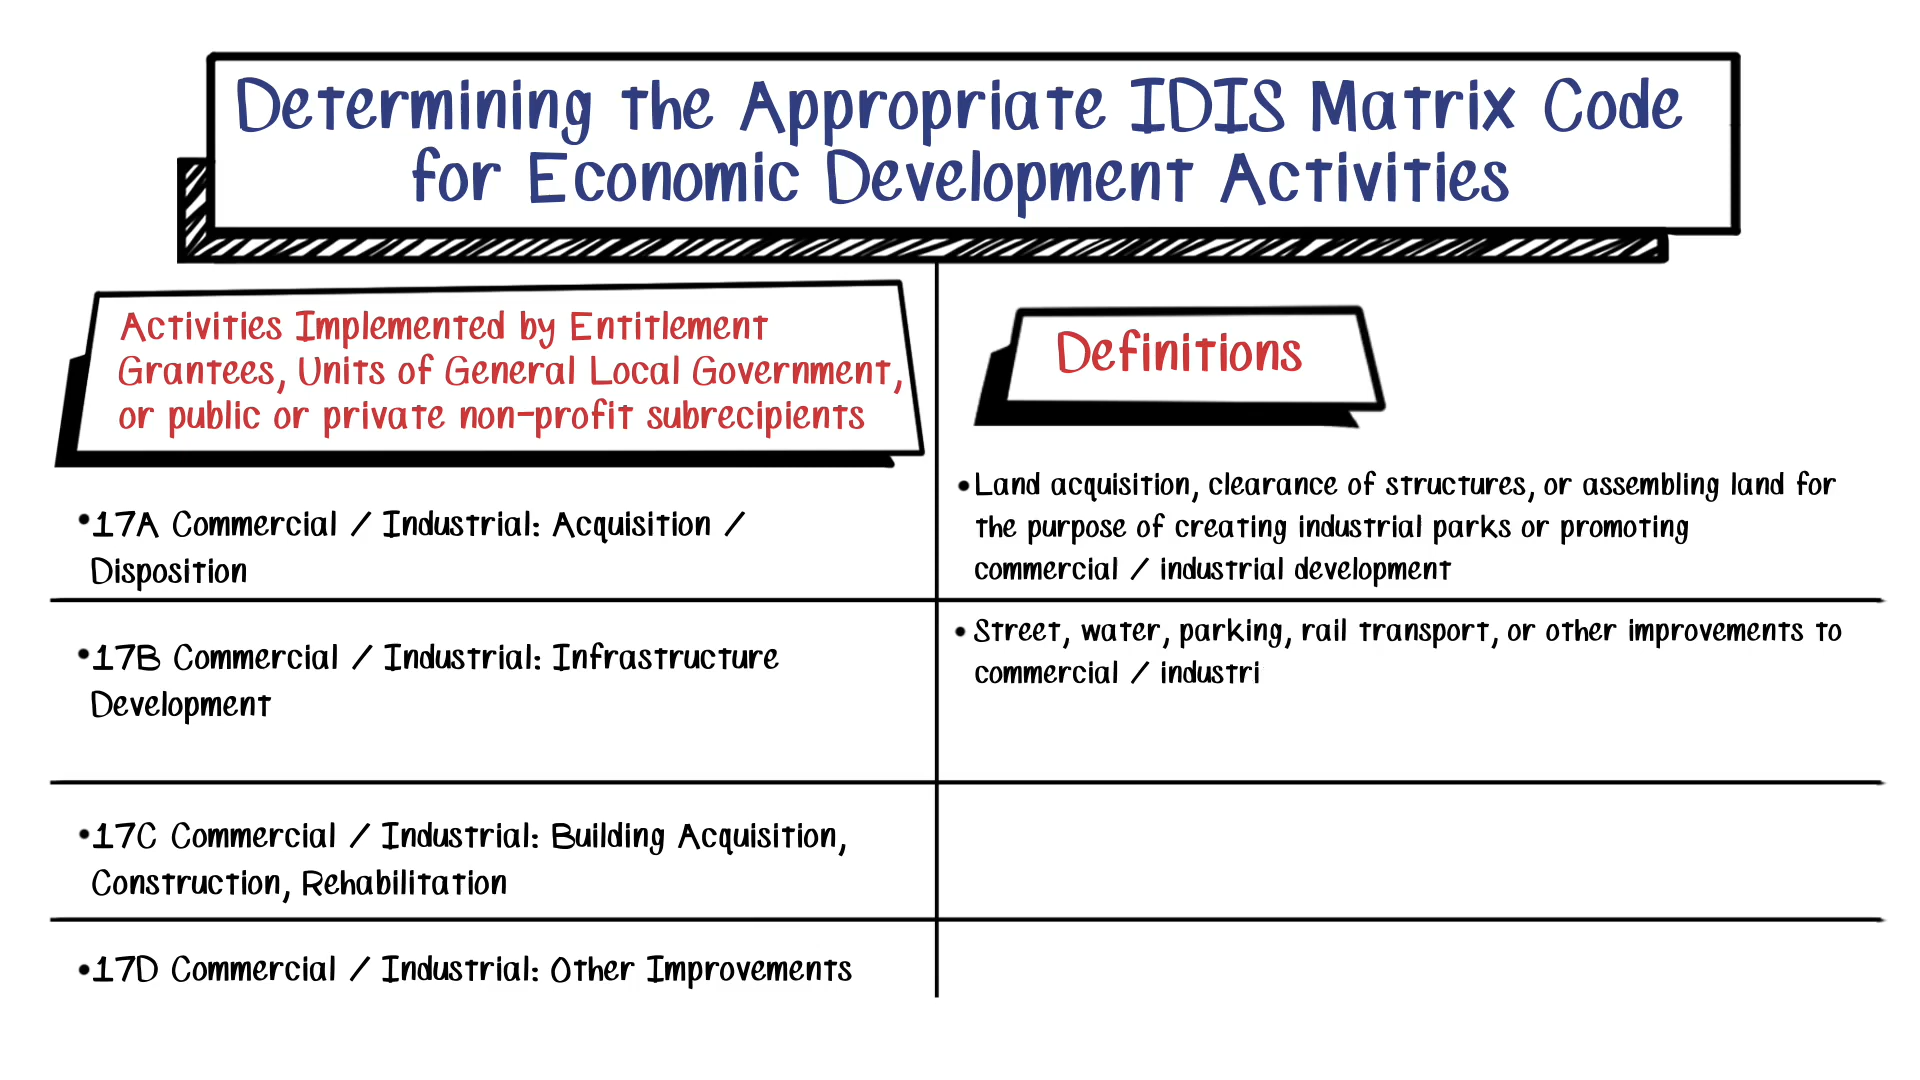 Determining the Appropriate IDIS Matrix Code
for Economic Development Activities
Activities Implemented by Entitlement
Grantees, Units of General Local Government,
or public or private non-profit subrecipients
Definitions
•17A Commercial / Industrial: Acquisition /
Disposition
•Land acquisition, clearance of structures, or assembling land for
the purpose of creating industrial parks or promoting
commercial / industrial development
•17B Commercial / Industrial: Infrastructure
Development
•Street, water, parking, rail transport, or other improvements to
commercial / industri
•17C Commercial / Industrial: Building Acquisition,
Construction, Rehabilitation
•17D Commercial / Industrial: Other Improvements